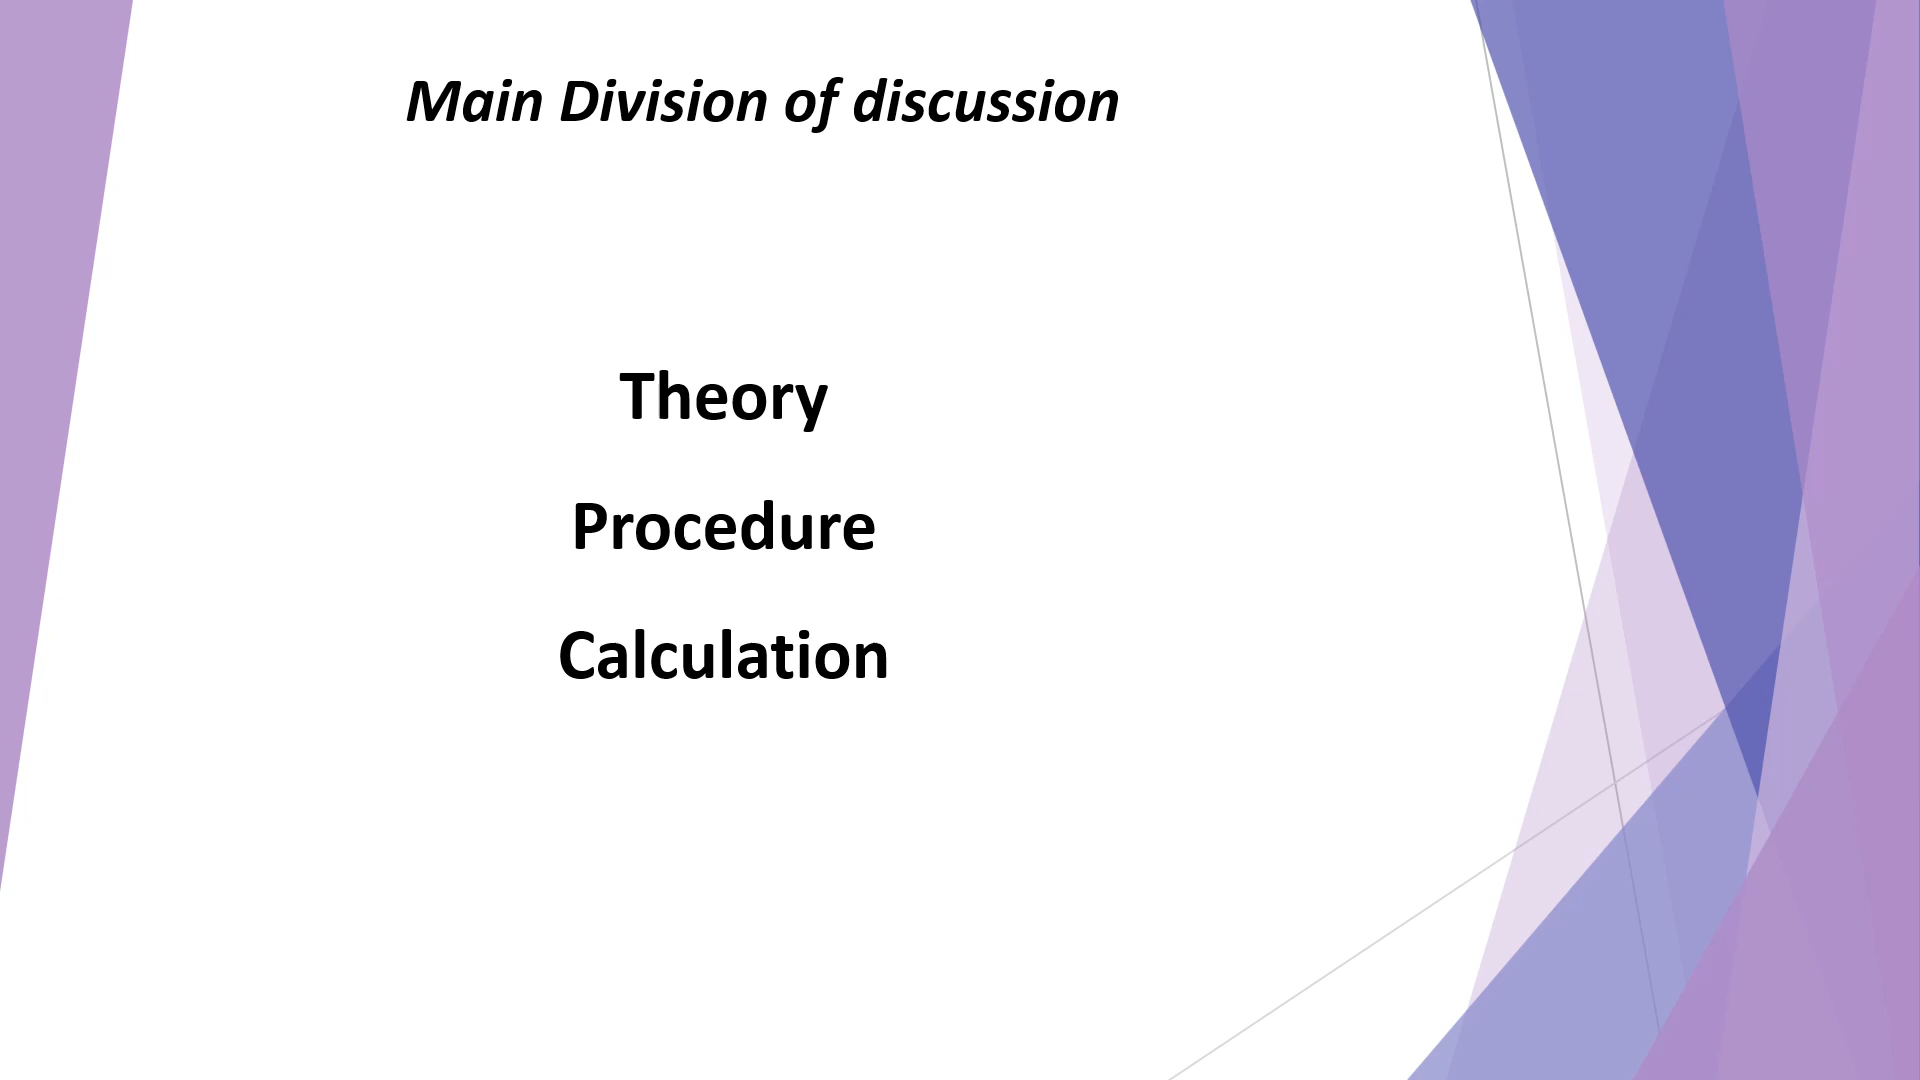 Main Division of discussion
Theory
Procedure
Calculation